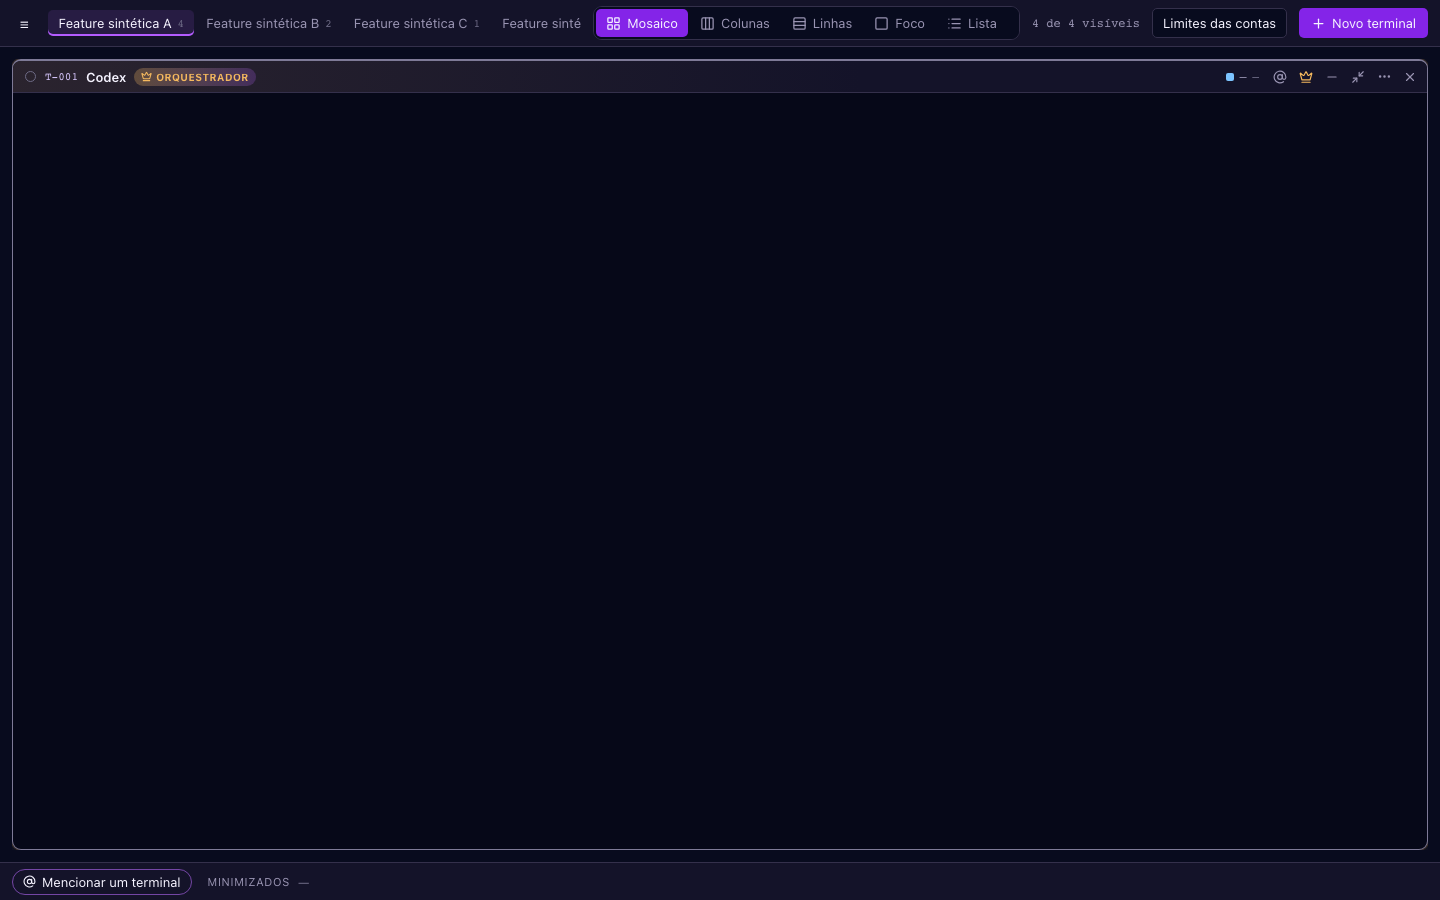 Feature sintética A 4 Feature sintética B 2 Feature sintética C 1 Feature sinté Mosaico Colunas Linhas Foco Lista 4 de 4 visíveis Limites das contas + Novo terminal
T-001 Codex ORQUESTRADOR — —
@ Mencionar um terminal MINIMIZADOS —